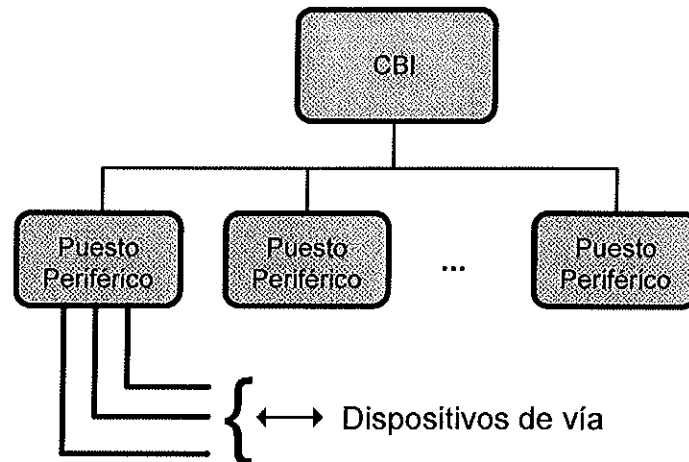 CBI
Puesto
Periférico
Puesto
Periférico
...
Puesto
Periférico
Dispositivos de vía